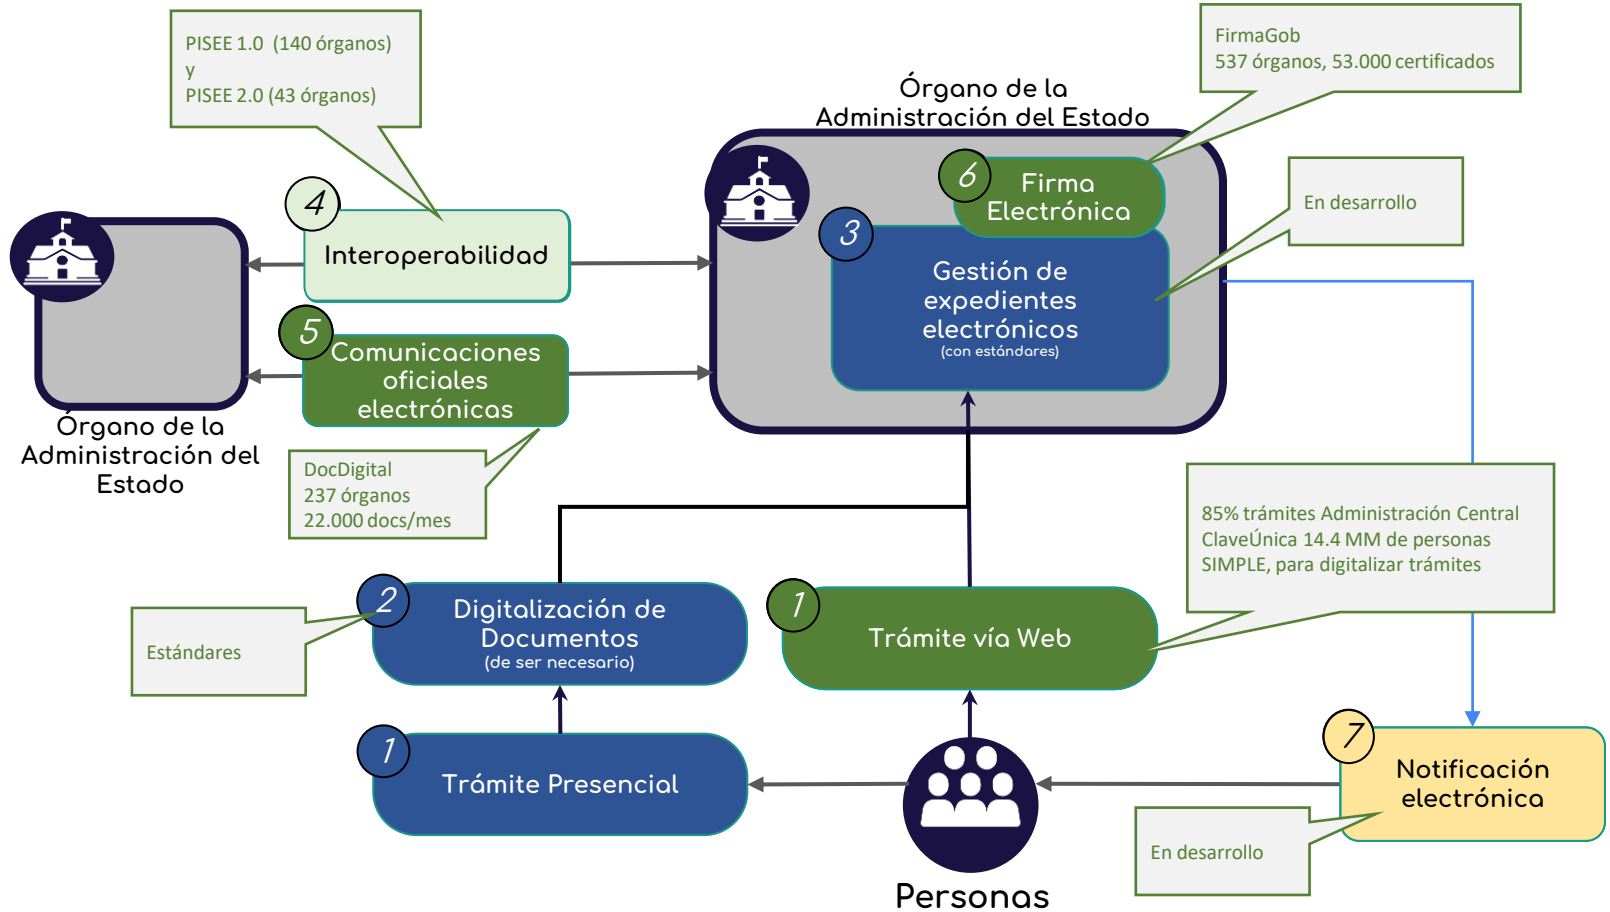 PISEE 1.0 (140 órganos)
y
PISEE 2.0 (43 órganos)
FirmaGob
537 órganos, 53.000 certificados
Órgano de la
Administración del Estado
6
Firma
Electrónica
En desarrollo
4
Interoperabilidad
3
Gestión de
expedientes
electrónicos
(con estándares)
5
Comunicaciones
oficiales
electrónicas
Órgano de la
Administración del
Estado
DocDigital
237 órganos
22.000 docs/mes
85% trámites Administración Central
ClaveÚnica 14.4 MM de personas
SIMPLE, para digitalizar trámites
2
Digitalización de
Documentos
(de ser necesario)
Estándares
1
Trámite vía Web
1
Trámite Presencial
7
Notificación
electrónica
En desarrollo
Personas